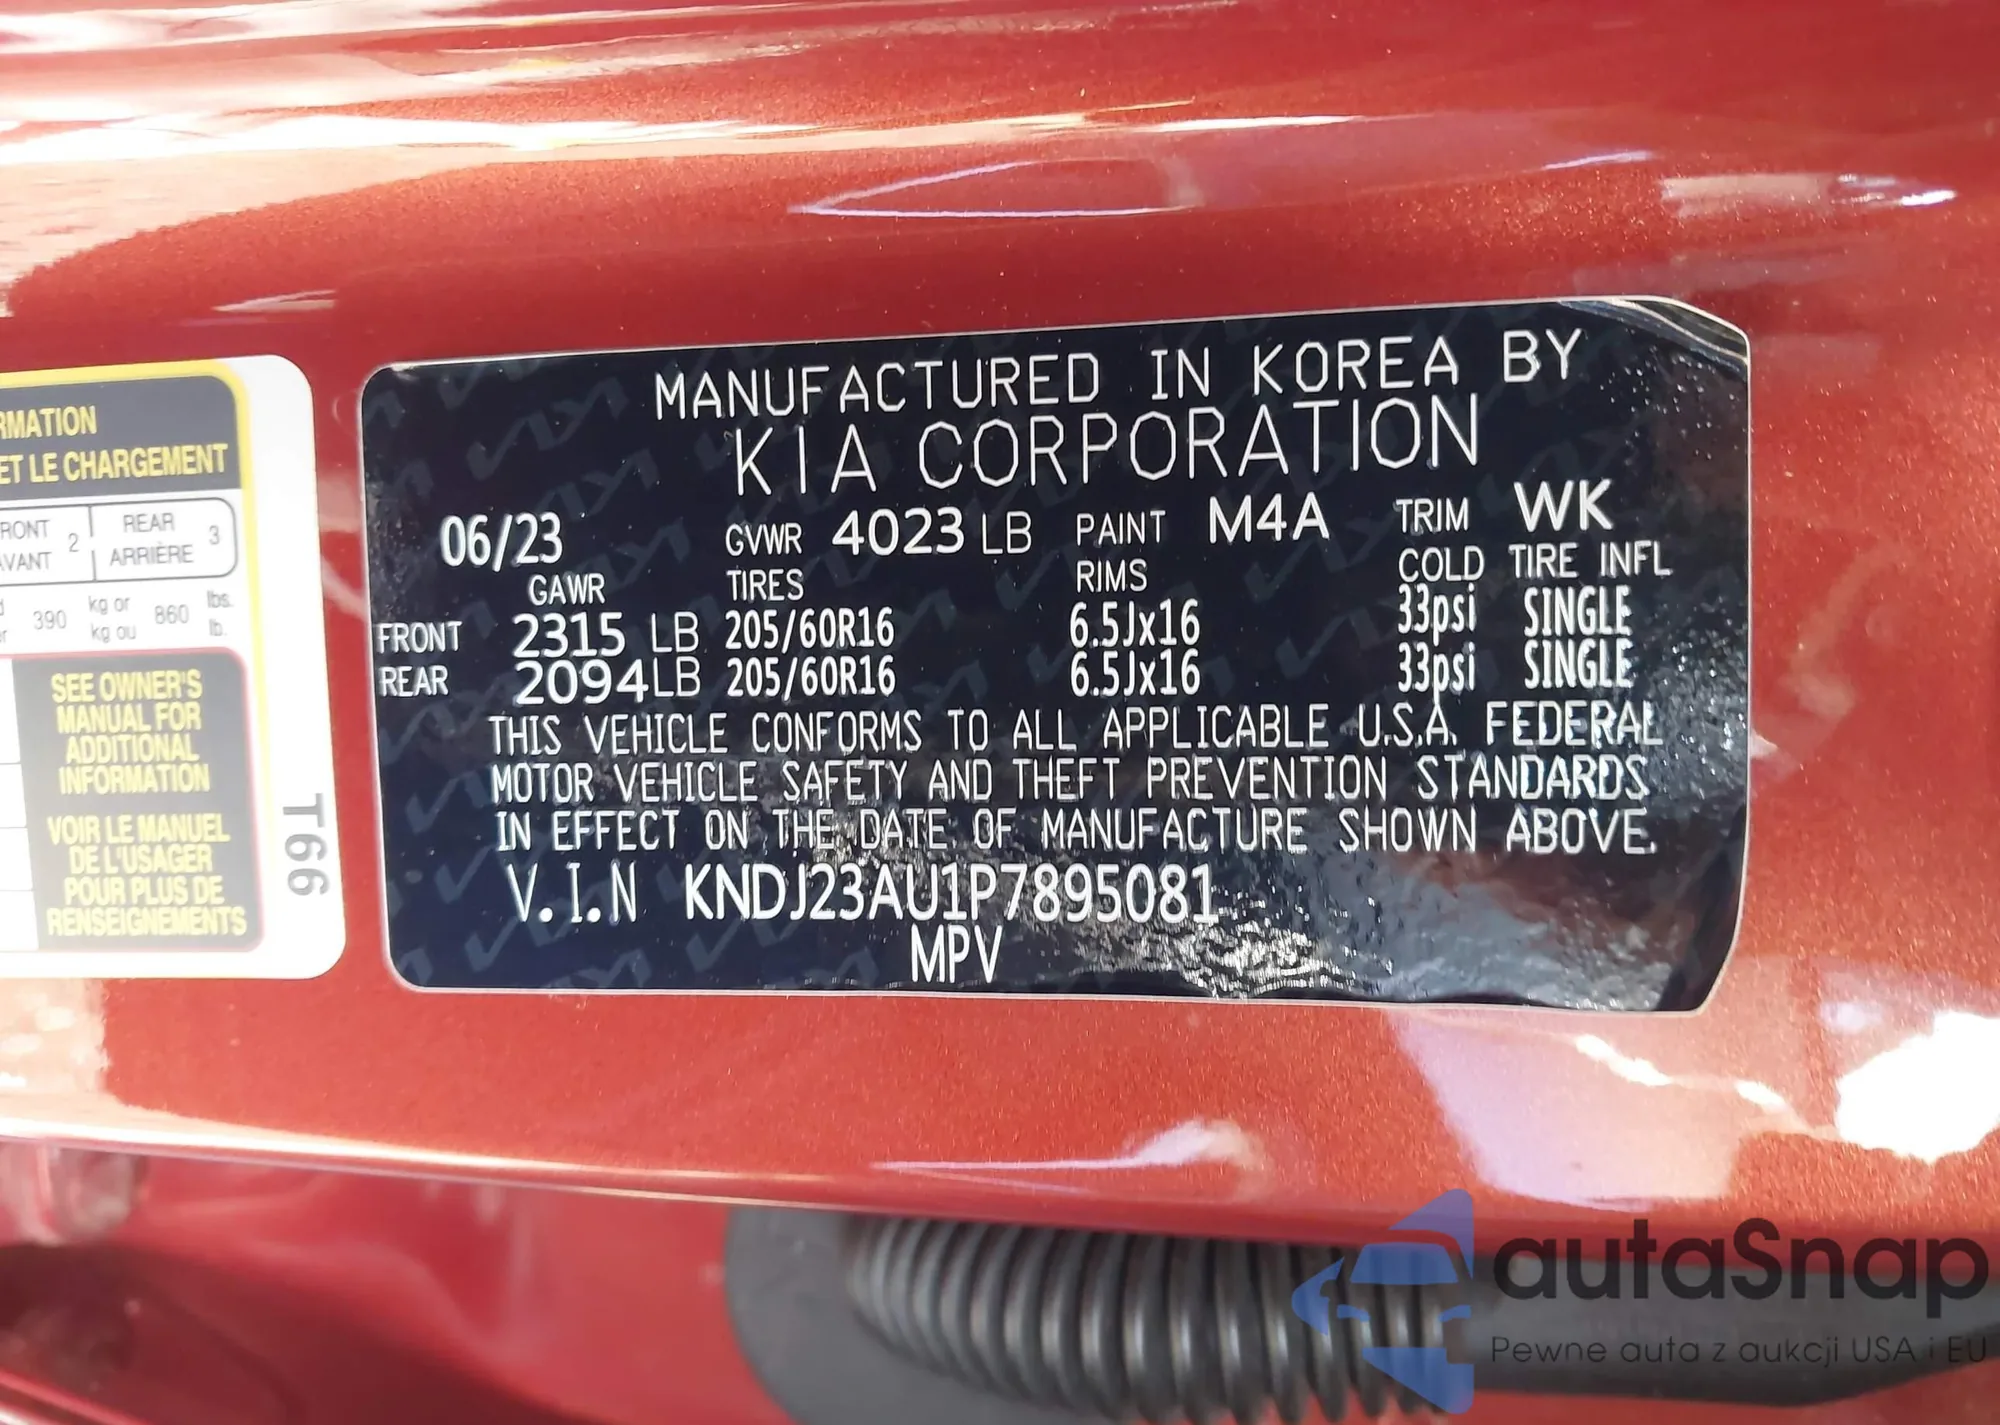 RMATION
ET LE CHARGEMENT
RONT 2 REAR 3
AVANT ARRIÈRE
390 kg or 860 lbs.
kg ou lb.
SEE OWNER'S
MANUAL FOR
ADDITIONAL
INFORMATION
VOIR LE MANUEL
DE L'USAGER
POUR PLUS DE
RENSEIGNEMENTS
T66
MANUFACTURED IN KOREA BY
KIA CORPORATION
06/23 GVWR 4023 LB PAINT M4A TRIM WK
GAWR TIRES RIMS COLD TIRE INFL
FRONT 2315 LB 205/60R16 6.5Jx16 33psi SINGLE
REAR 2094LB 205/60R16 6.5Jx16 33psi SINGLE
THIS VEHICLE CONFORMS TO ALL APPLICABLE U.S.A. FEDERAL
MOTOR VEHICLE SAFETY AND THEFT PREVENTION STANDARDS
IN EFFECT ON THE DATE OF MANUFACTURE SHOWN ABOVE.
V.I.N KNDJ23AU1P7895081
MPV
autaSnap
Pewne auta z aukcji USA i EU